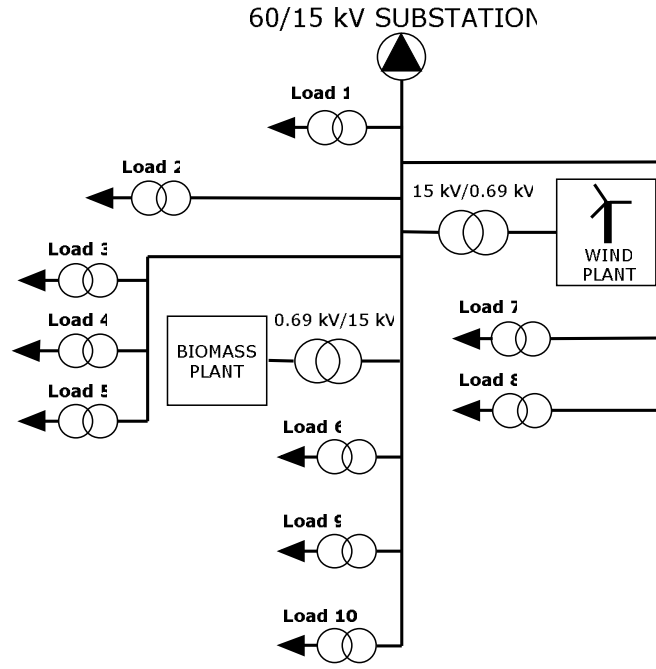 60/15 kV SUBSTATION
Load 1
Load 2
15 kV/0.69 kV
Load 3
WIND
PLANT
Load 4
0.69 kV/15 kV
Load 7
BIOMASS
PLANT
Load 5
Load 8
Load 6
Load 9
Load 10